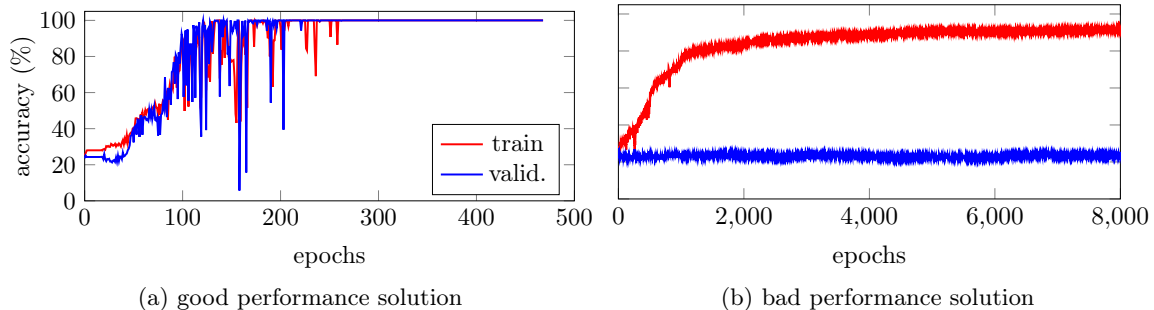 accuracy (%)
100
80
60
40
20
0
train
valid.
0 100 200 300 400 500
epochs
(a) good performance solution
0 2,000 4,000 6,000 8,000
epochs
(b) bad performance solution